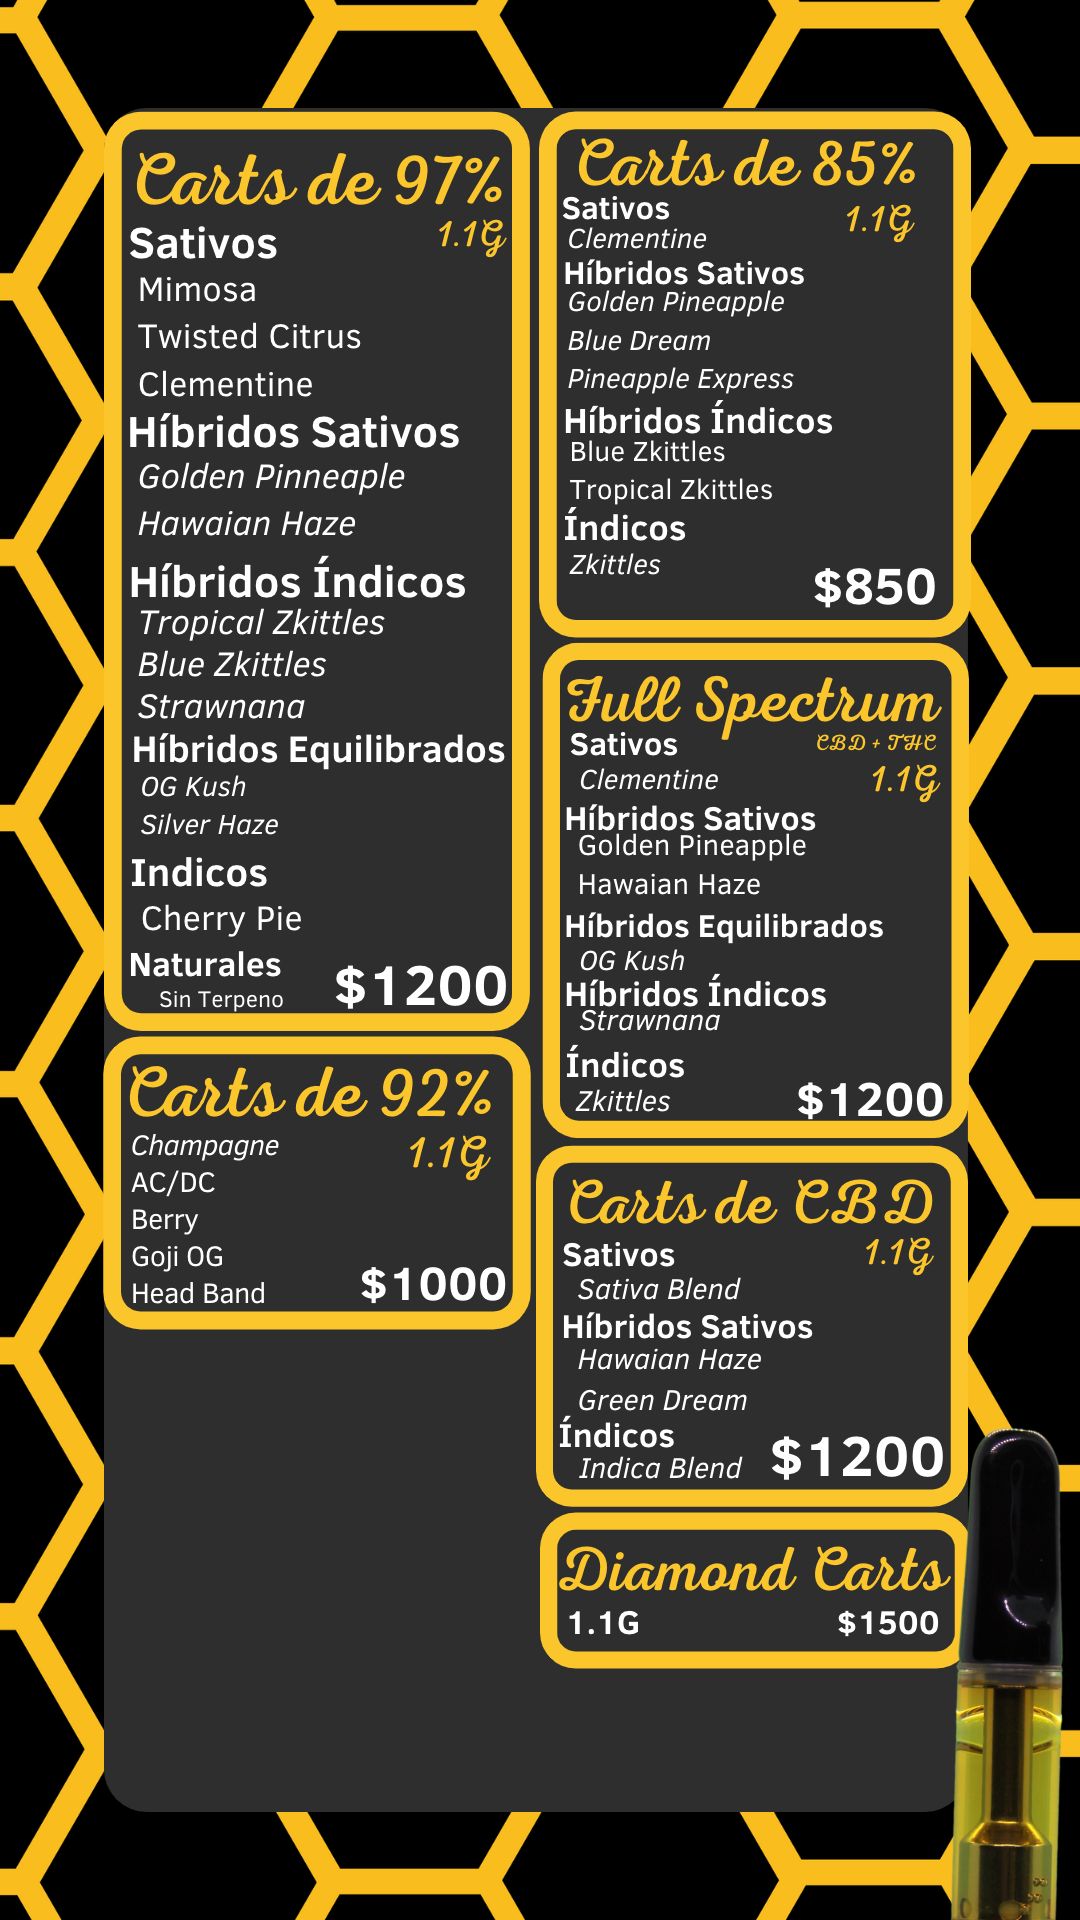 Carts de 97%
1.1G
Sativos
Mimosa
Twisted Citrus
Clementine
Híbridos Sativos
Golden Pinneaple
Hawaian Haze
Híbridos Índicos
Tropical Zkittles
Blue Zkittles
Strawnana
Híbridos Equilibrados
OG Kush
Silver Haze
Indicos
Cherry Pie
Naturales
Sin Terpeno
$1200
Carts de 92%
1.1G
Champagne
AC/DC
Berry
Goji OG
Head Band
$1000
Carts de 85%
1.1G
Sativos
Clementine
Híbridos Sativos
Golden Pineapple
Blue Dream
Pineapple Express
Híbridos Índicos
Blue Zkittles
Tropical Zkittles
Índicos
Zkittles
$850
Full Spectrum
CBD + THC
1.1G
Sativos
Clementine
Híbridos Sativos
Golden Pineapple
Hawaian Haze
Híbridos Equilibrados
OG Kush
Híbridos Índicos
Strawnana
Índicos
Zkittles
$1200
Carts de CBD
1.1G
Sativos
Sativa Blend
Híbridos Sativos
Hawaian Haze
Green Dream
Índicos
Indica Blend
$1200
Diamond Carts
1.1G $1500